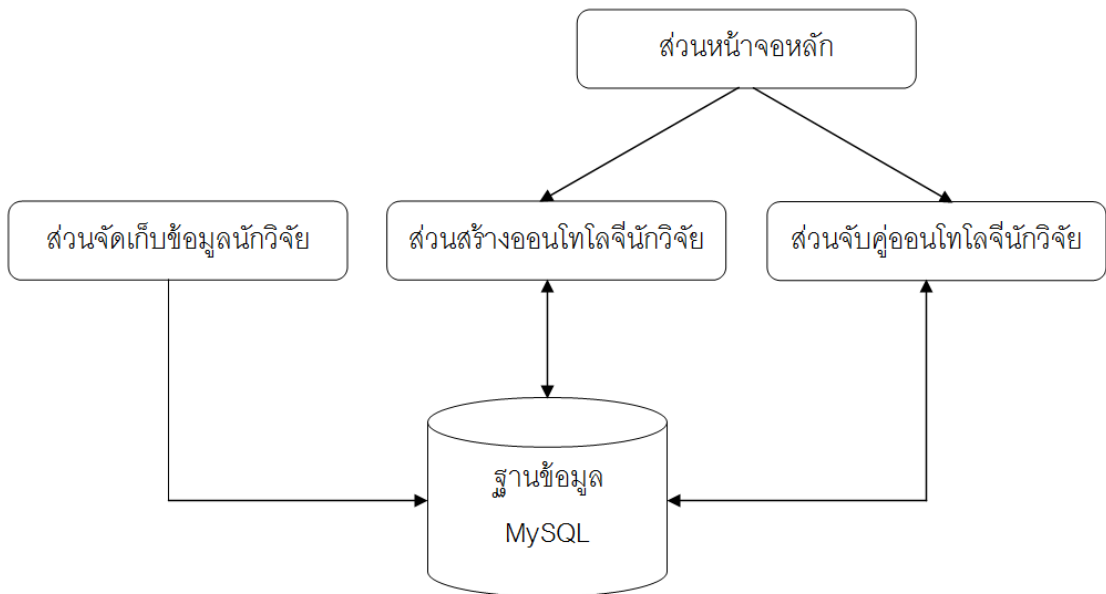 ส่วนหน้าจอหลัก
ส่วนจัดเก็บข้อมูลนักวิจัย
ส่วนสร้างออนโทโลจีนักวิจัย
ส่วนจับคู่ออนโทโลจีนักวิจัย
ฐานข้อมูล
MySQL